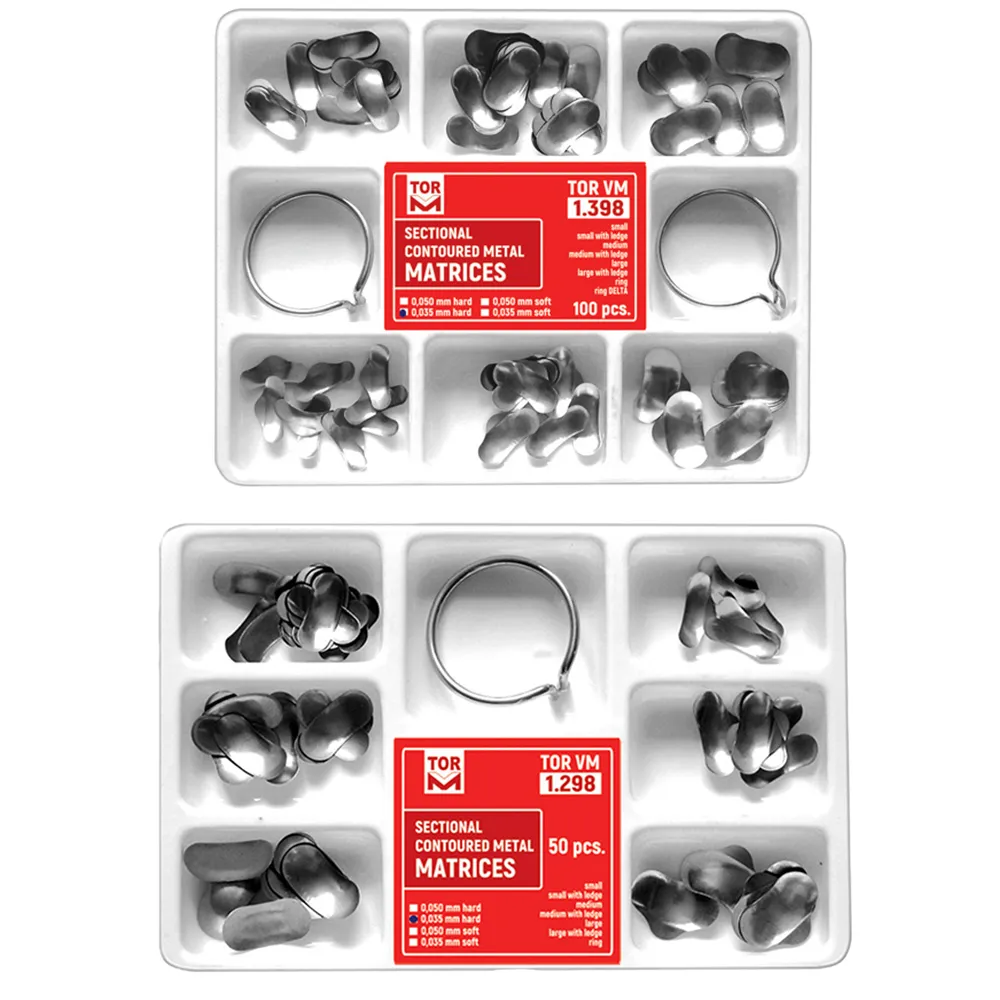 TOR
TOR VM
1.398
SECTIONAL
CONTOURED METAL
MATRICES
small
small with ledge
medium
medium with ledge
large
large with ledge
ring
ring DELTA
0,050 mm hard 0,050 mm soft
0,035 mm hard 0,035 mm soft
100 pcs.
TOR
TOR VM
1.298
SECTIONAL
CONTOURED METAL
MATRICES
50 pcs.
small
small with ledge
medium
medium with ledge
large
large with ledge
ring
0,050 mm hard
0,035 mm hard
0,050 mm soft
0,035 mm soft